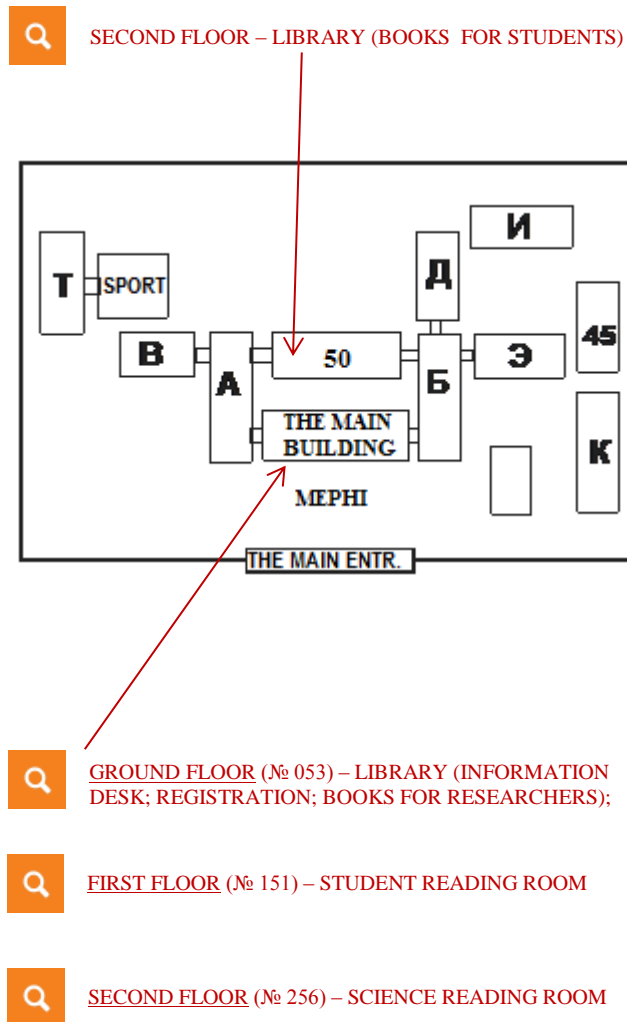 SECOND FLOOR – LIBRARY (BOOKS FOR STUDENTS)
И
Д
Т
SPORT
45
В
А
50
Б
Э
THE MAIN
BUILDING
К
MEPHI
THE MAIN ENTR.
GROUND FLOOR (№ 053) – LIBRARY (INFORMATION
DESK; REGISTRATION; BOOKS FOR RESEARCHERS);
FIRST FLOOR (№ 151) – STUDENT READING ROOM
SECOND FLOOR (№ 256) – SCIENCE READING ROOM